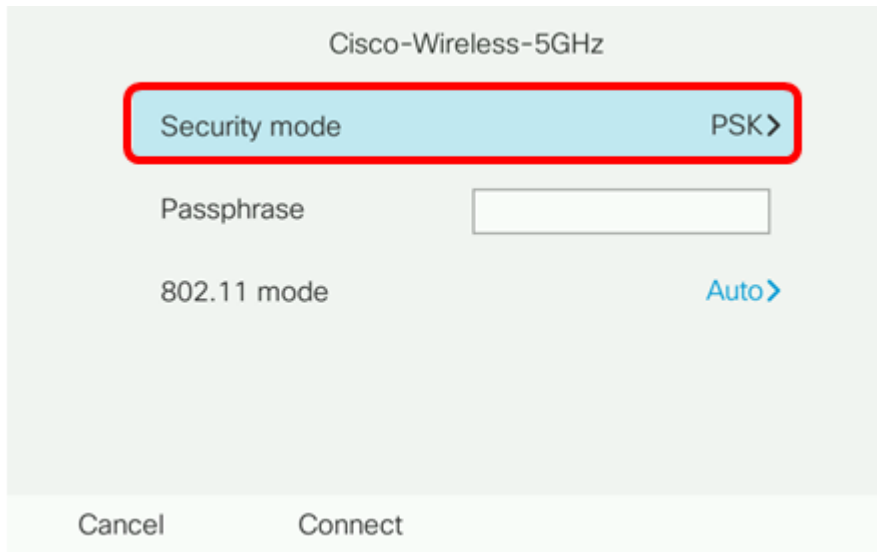 Cisco-Wireless-5GHz
Security mode PSK
Passphrase
802.11 mode Auto
Cancel Connect